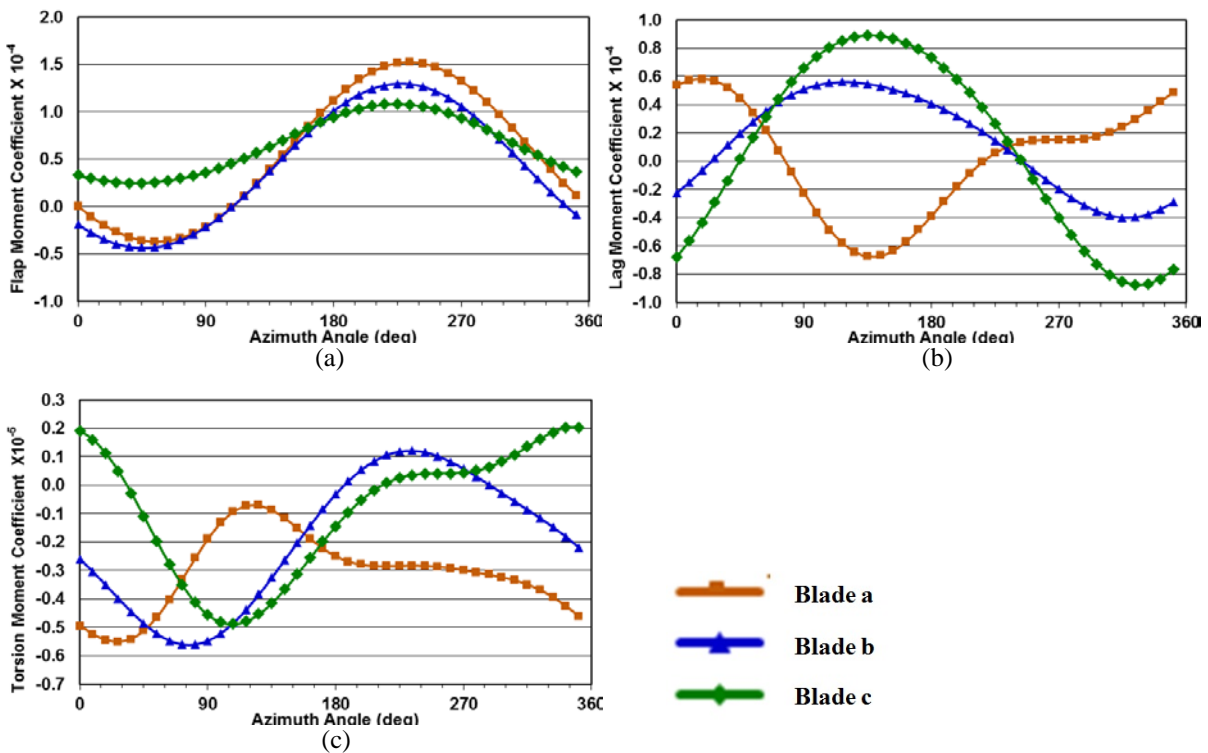 Flap Moment Coefficient X 10⁻⁴
2.0
1.5
1.0
0.5
0.0
-0.5
-1.0
0 90 180 270 360
Azimuth Angle (deg)
(a)
Lag Moment Coefficient X 10⁻⁴
1.0
0.8
0.6
0.4
0.2
0.0
-0.2
-0.4
-0.6
-0.8
-1.0
0 90 180 270 360
Azimuth Angle (deg)
(b)
Torsion Moment Coefficient X10⁻⁵
0.3
0.2
0.1
0.0
-0.1
-0.2
-0.3
-0.4
-0.5
-0.6
-0.7
0 90 180 270 360
Azimuth Angle (deg)
(c)
Blade a
Blade b
Blade c